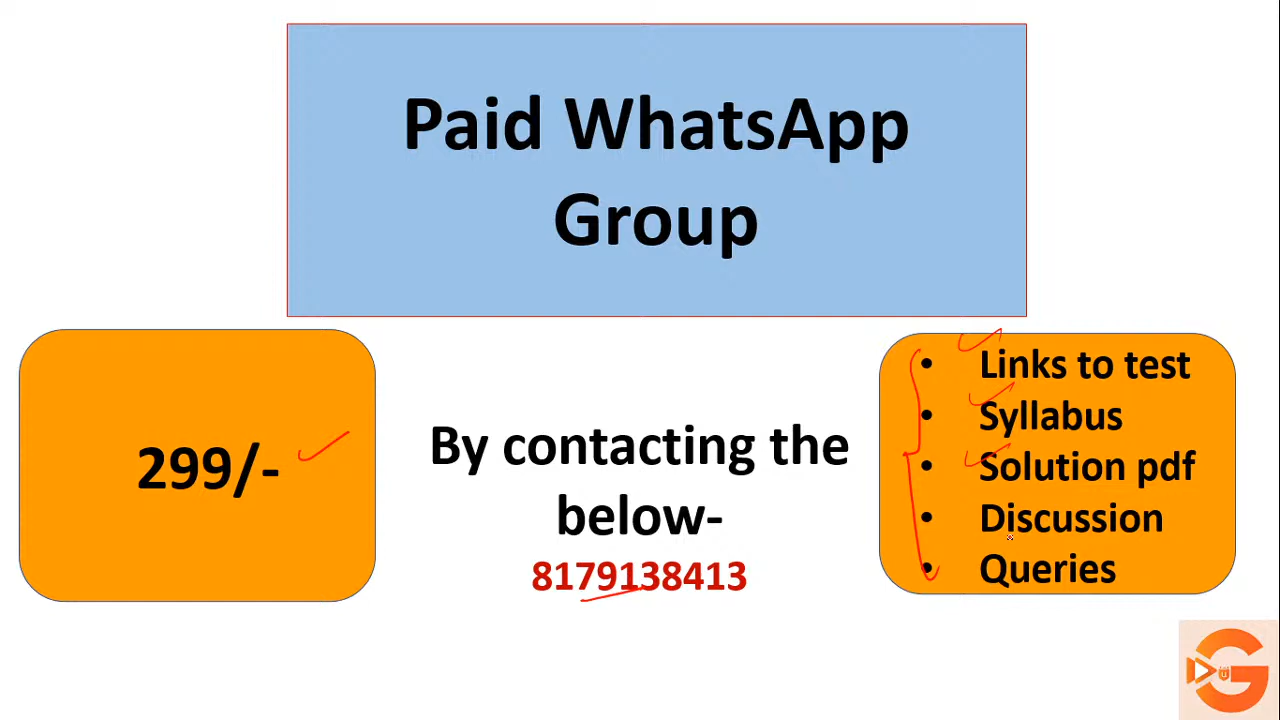 Paid WhatsApp
Group
299/-
By contacting the
below-
8179138413
• Links to test
• Syllabus
• Solution pdf
• Discussion
• Queries
G